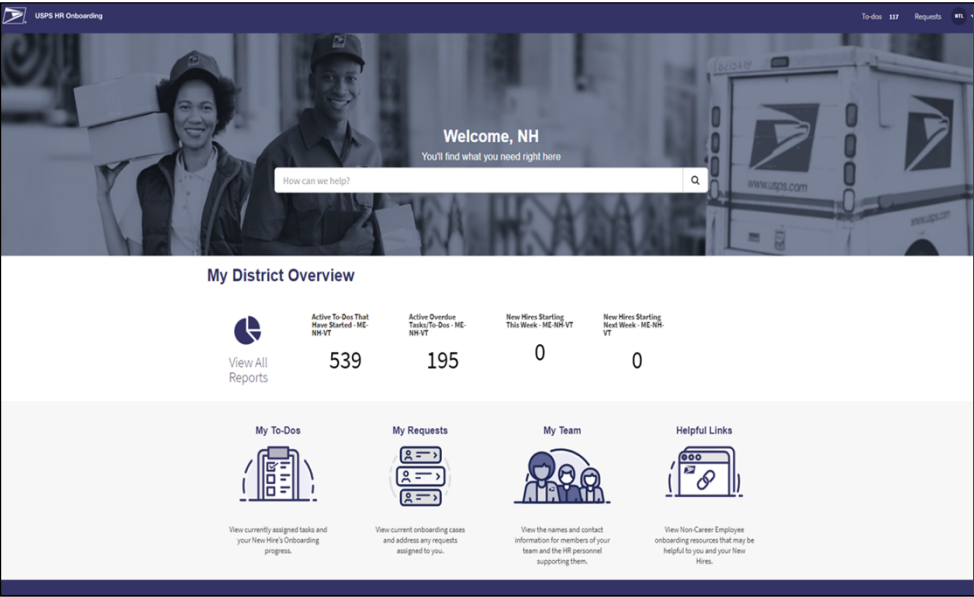 USPS HR Onboarding
To-dos 117 Requests NTL
Welcome, NH
You'll find what you need right here
How can we help?
www.usps.com
www.usps.com
My District Overview
View All
Reports
Active To-Dos That
Have Started - ME-
NH-VT
539
Active Overdue
Tasks/To-Dos - ME-
NH-VT
195
New Hires Starting
This Week - ME-NH-VT
0
New Hires Starting
Next Week - ME-NH-
VT
0
My To-Dos
View currently assigned tasks and
your New Hire's Onboarding
progress.
My Requests
View current onboarding cases
and address any requests
assigned to you.
My Team
View the names and contact
information for members of your
team and the HR personnel
supporting them.
Helpful Links
View Non-Career Employee
onboarding resources that may be
helpful to you and your New
Hires.